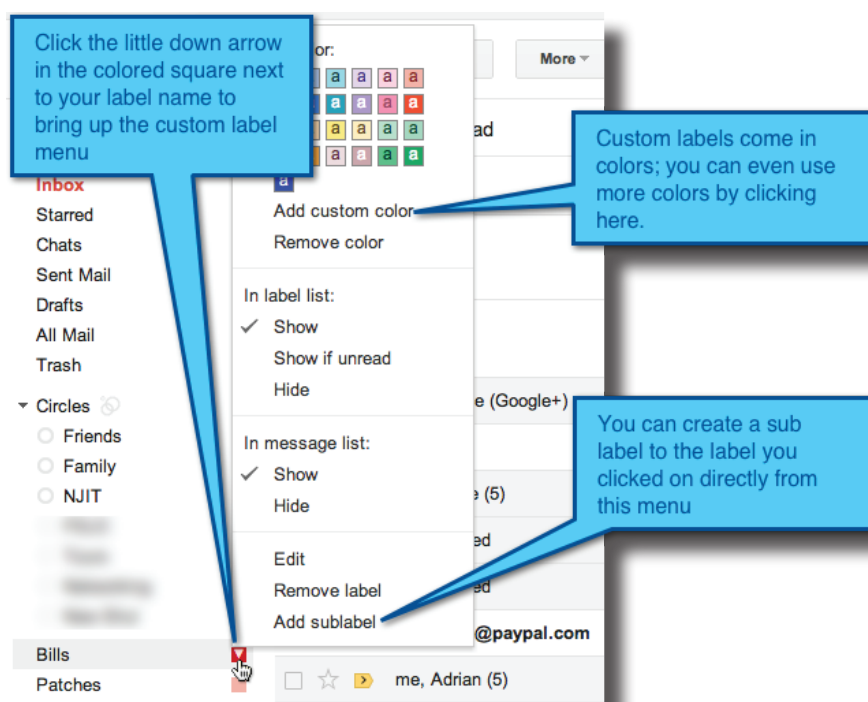 Click the little down arrow
in the colored square next
to your label name to
bring up the custom label
menu
or:
a a a a a
a a a a
a a a a
a a a a
a
Add custom color
Remove color
In label list:
Show
Show if unread
Hide
In message list:
Show
Hide
Edit
Remove label
Add sublabel
More
ad
Custom labels come in
colors; you can even use
more colors by clicking
here.
Inbox
Starred
Chats
Sent Mail
Drafts
All Mail
Trash
Circles
Friends
Family
NJIT
Bills
Patches
e (Google+)
You can create a sub
label to the label you
clicked on directly from
this menu
e (5)
ed
ed
@paypal.com
me, Adrian (5)